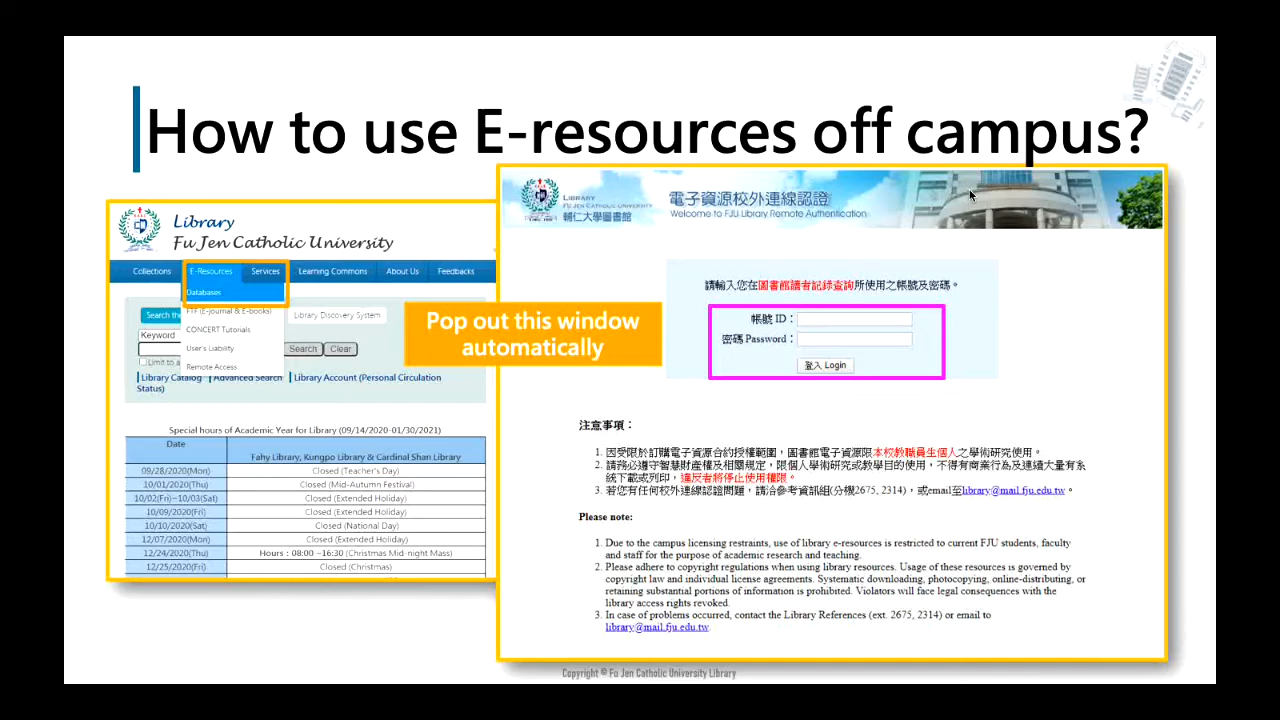 How to use E-resources off campus?
Library
Fu Jen Catholic University
Collections E-Resources Services Learning Commons About Us Feedbacks
Databases
FTF (E-Journal & E-books)
CONCERT Tutorials
User's Liability
Remote Access
Search the
Library Discovery System
Keyword
Search Clear
Limit to a
Library Catalog Advanced Search Library Account (Personal Circulation
Status)
Special hours of Academic Year for Library (09/14/2020-01/30/2021)
Date
Fahy Library, Kungpo Library & Cardinal Shan Library
09/28/2020(Mon) Closed (Teacher's Day)
10/01/2020(Thu) Closed (Mid-Autumn Festival)
10/02(Fri)~10/03(Sat) Closed (Extended Holiday)
10/09/2020(Fri) Closed (Extended Holiday)
10/10/2020(Sat) Closed (National Day)
12/07/2020(Mon) Closed (Extended Holiday)
12/24/2020(Thu) Hours : 08:00 ~16:30 (Christmas Mid-night Mass)
12/25/2020(Fri) Closed (Christmas)
Pop out this window
automatically
LIBRARY
FU JEN CATHOLIC UNIVERSITY
輔仁大學圖書館
電子資源校外連線認證
Welcome to FJU Library Remote Authentication
請輸入您在圖書館讀者記錄查詢所使用之帳號及密碼。
帳號 ID：
密碼 Password：
登入 Login
注意事項：
1. 因受限於訂購電子資源合約授權範圍，圖書館電子資源限本校教職員生個人之學術研究使用。
2. 請務必遵守智慧財產權及相關規定，限個人學術研究或教學目的使用，不得有商業行為及連續大量有系
統下載或列印，違反者將停止使用權限。
3. 若您有任何校外連線認證問題，請洽參考資訊組(分機2675, 2314)，或email至library@mail.fju.edu.tw。
Please note:
1. Due to the campus licensing restraints, use of library e-resources is restricted to current FJU students, faculty
and staff for the purpose of academic research and teaching.
2. Please adhere to copyright regulations when using library resources. Usage of these resources is governed by
copyright law and individual license agreements. Systematic downloading, photocopying, online-distributing, or
retaining substantial portions of information is prohibited. Violators will face legal consequences with the
library access rights revoked.
3. In case of problems occurred, contact the Library References (ext. 2675, 2314) or email to
library@mail.fju.edu.tw.
Copyright © Fu Jen Catholic University Library